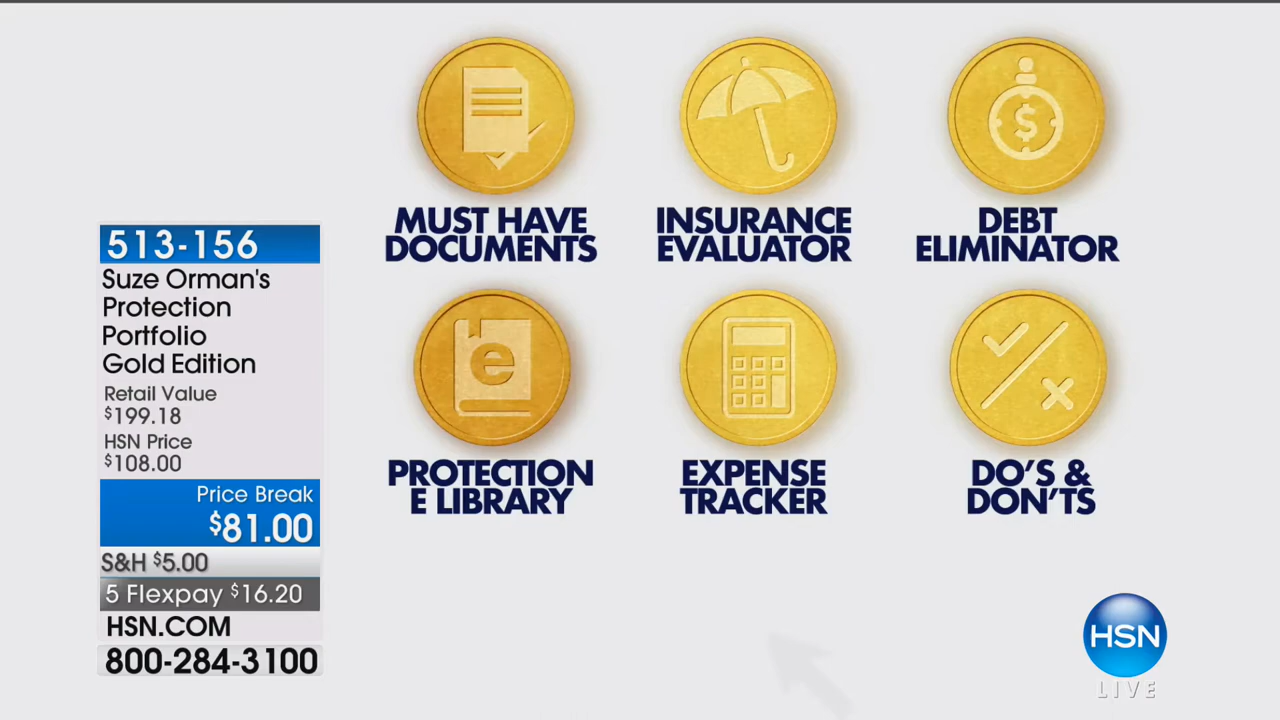 513-156
Suze Orman's
Protection
Portfolio
Gold Edition
Retail Value
$199.18
HSN Price
$108.00
Price Break
$81.00
S&H $5.00
5 Flexpay $16.20
HSN.COM
800-284-3100
MUST HAVE
DOCUMENTS
INSURANCE
EVALUATOR
$
DEBT
ELIMINATOR
e
PROTECTION
E LIBRARY
EXPENSE
TRACKER
DO'S &
DON'TS
HSN
LIVE